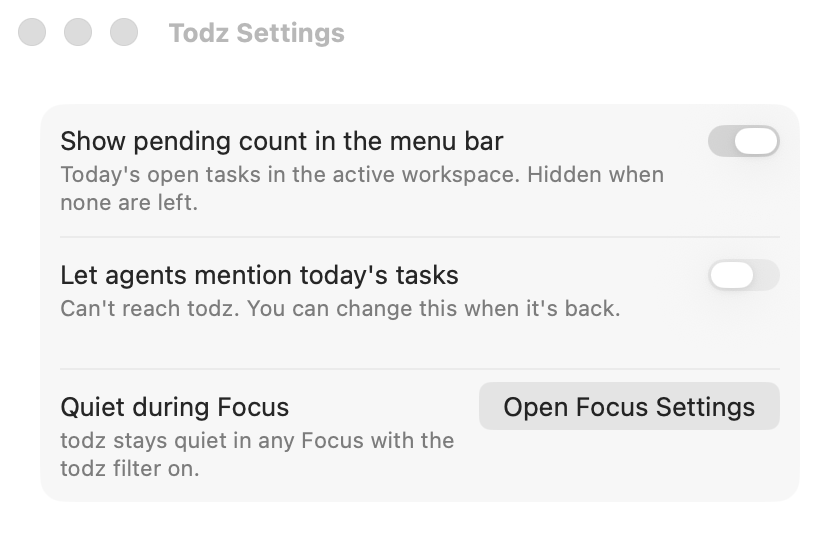 Todz Settings
Show pending count in the menu bar
Today's open tasks in the active workspace. Hidden when
none are left.
Let agents mention today's tasks
Can't reach todz. You can change this when it's back.
Quiet during Focus
Open Focus Settings
todz stays quiet in any Focus with the
todz filter on.